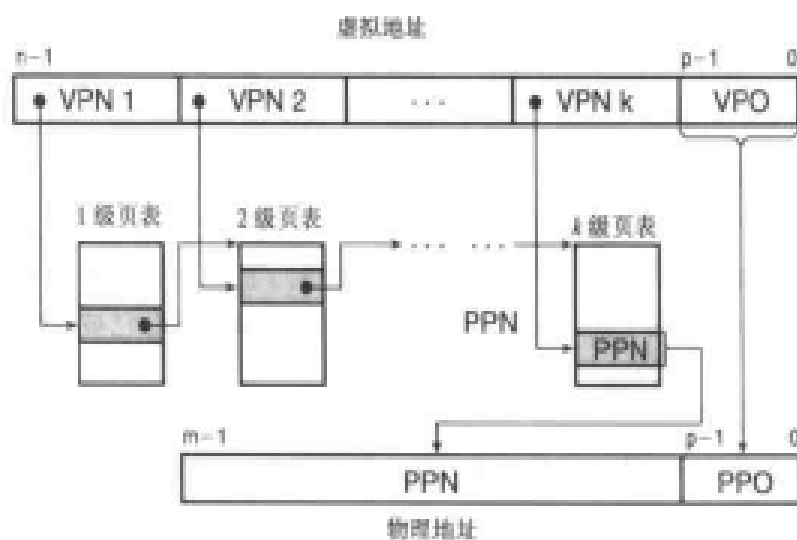 虚拟地址
n-1 p-1 0
VPN 1 VPN 2 ... VPN k VPO
1级页表 2级页表 k级页表
... ...
PPN PPN
m-1 p-1 0
PPN PPO
物理地址